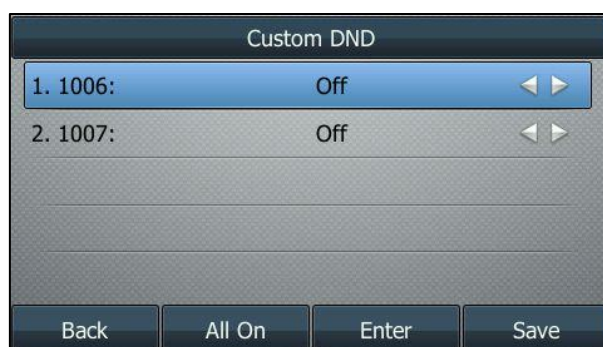 Custom DND
1. 1006: Off
2. 1007: Off
Back All On Enter Save